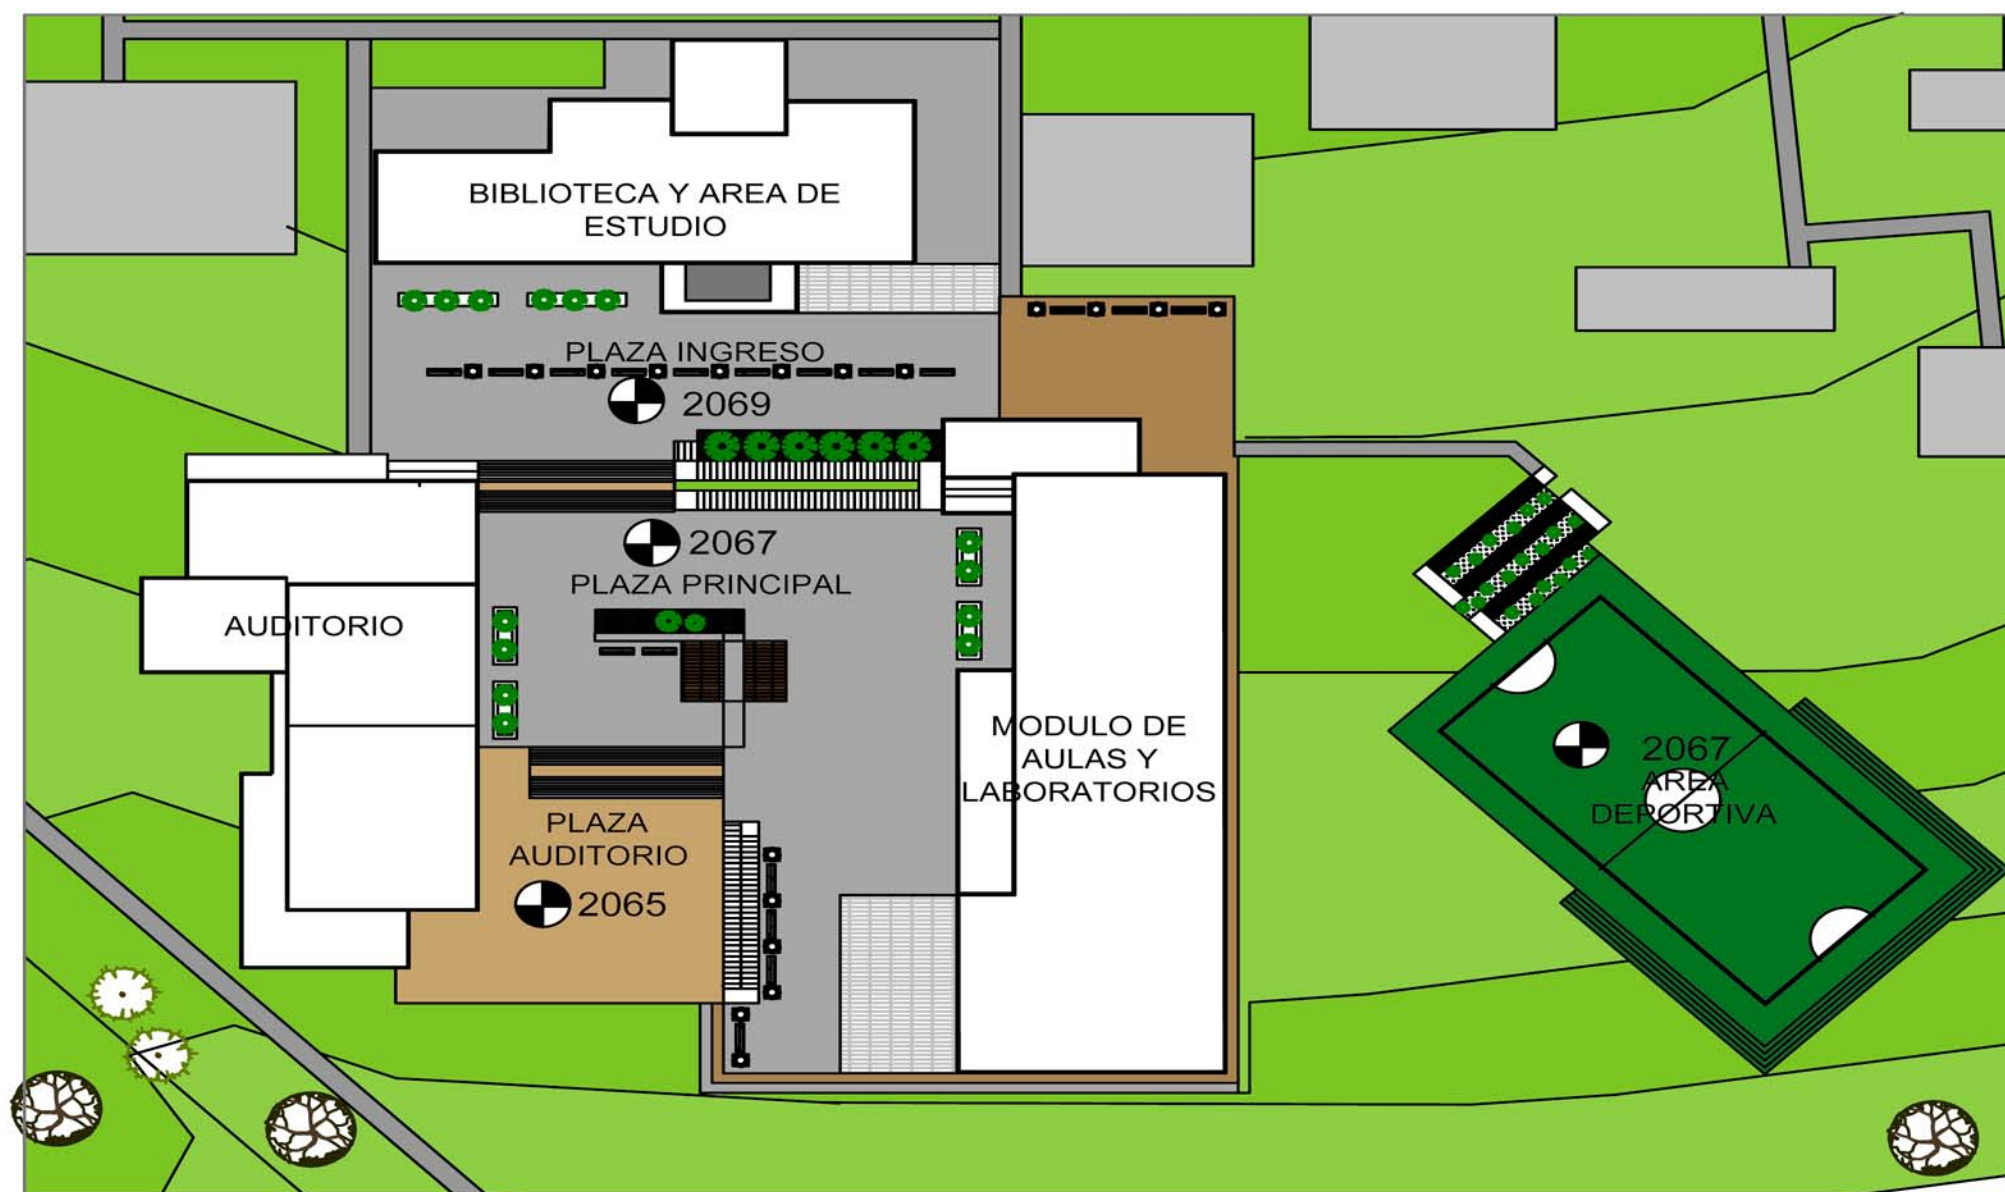 BIBLIOTECA Y AREA DE
ESTUDIO
PLAZA INGRESO
2069
2067
PLAZA PRINCIPAL
AUDITORIO
MODULO DE
AULAS Y
LABORATORIOS
2067
AREA
DEPORTIVA
PLAZA
AUDITORIO
2065